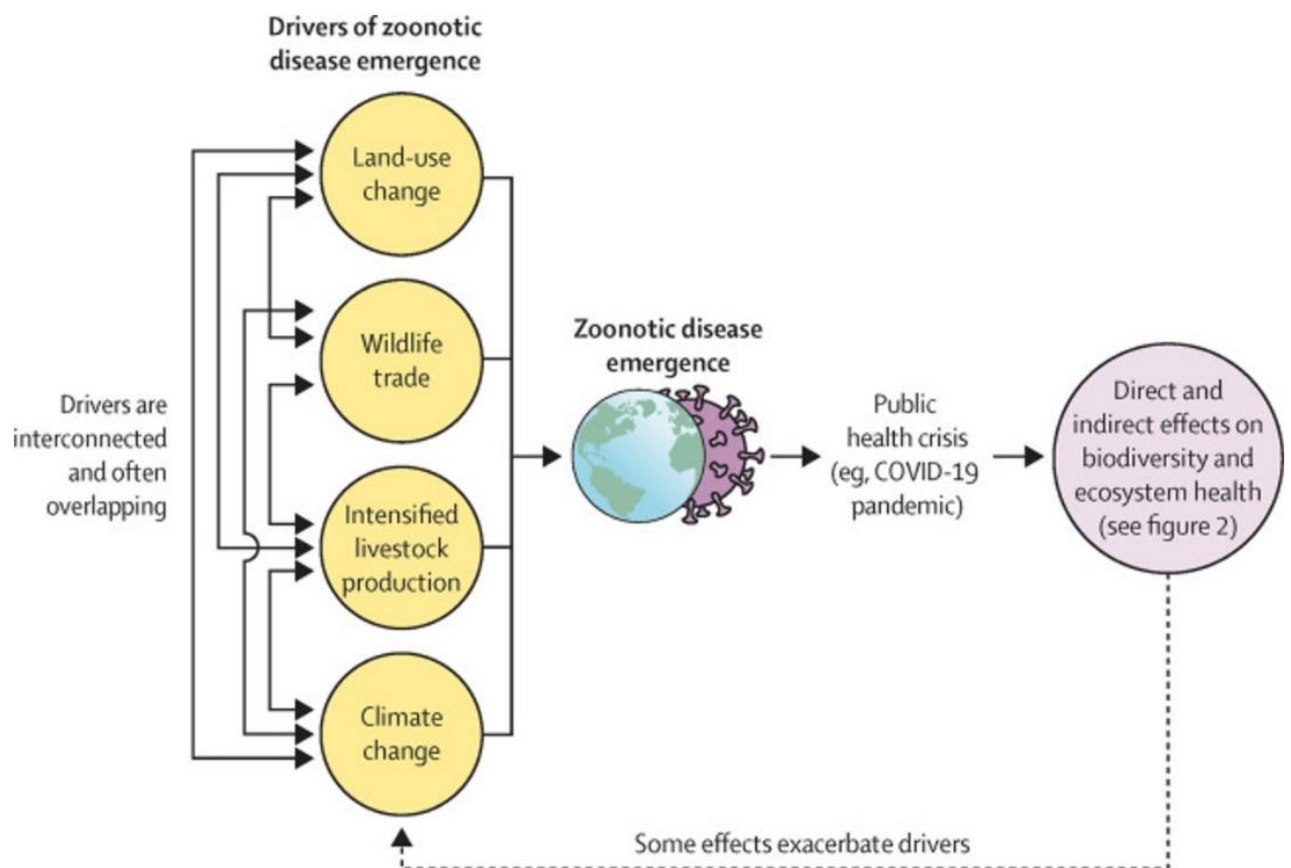 Drivers of zoonotic
disease emergence
Land-use
change
Wildlife
trade
Intensified
livestock
production
Climate
change
Drivers are
interconnected
and often
overlapping
Zoonotic disease
emergence
Public
health crisis
(eg, COVID-19
pandemic)
Direct and
indirect effects on
biodiversity and
ecosystem health
(see figure 2)
Some effects exacerbate drivers